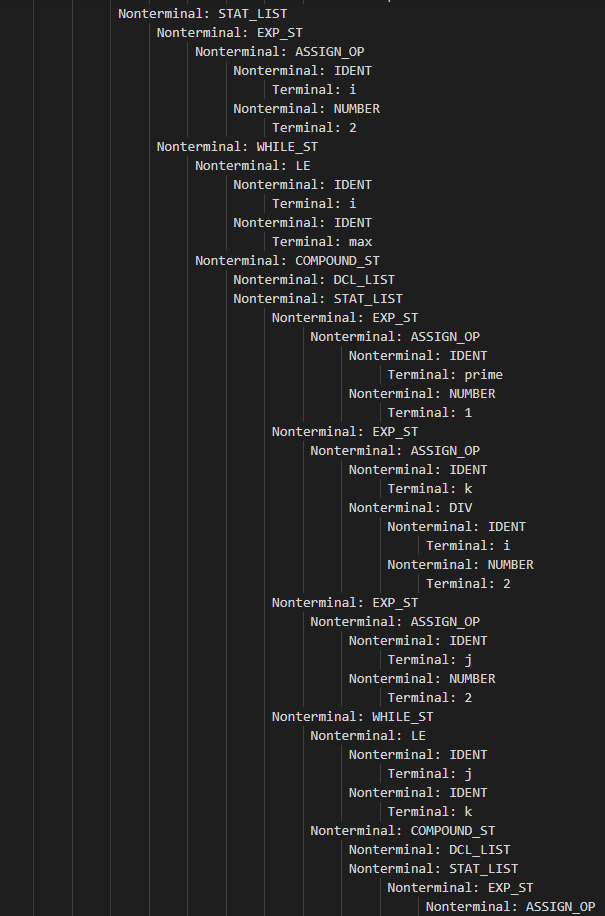 Nonterminal: STAT_LIST
Nonterminal: EXP_ST
Nonterminal: ASSIGN_OP
Nonterminal: IDENT
Terminal: i
Nonterminal: NUMBER
Terminal: 2
Nonterminal: WHILE_ST
Nonterminal: LE
Nonterminal: IDENT
Terminal: i
Nonterminal: IDENT
Terminal: max
Nonterminal: COMPOUND_ST
Nonterminal: DCL_LIST
Nonterminal: STAT_LIST
Nonterminal: EXP_ST
Nonterminal: ASSIGN_OP
Nonterminal: IDENT
Terminal: prime
Nonterminal: NUMBER
Terminal: 1
Nonterminal: EXP_ST
Nonterminal: ASSIGN_OP
Nonterminal: IDENT
Terminal: k
Nonterminal: DIV
Nonterminal: IDENT
Terminal: i
Nonterminal: NUMBER
Terminal: 2
Nonterminal: EXP_ST
Nonterminal: ASSIGN_OP
Nonterminal: IDENT
Terminal: j
Nonterminal: NUMBER
Terminal: 2
Nonterminal: WHILE_ST
Nonterminal: LE
Nonterminal: IDENT
Terminal: j
Nonterminal: IDENT
Terminal: k
Nonterminal: COMPOUND_ST
Nonterminal: DCL_LIST
Nonterminal: STAT_LIST
Nonterminal: EXP_ST
Nonterminal: ASSIGN_OP